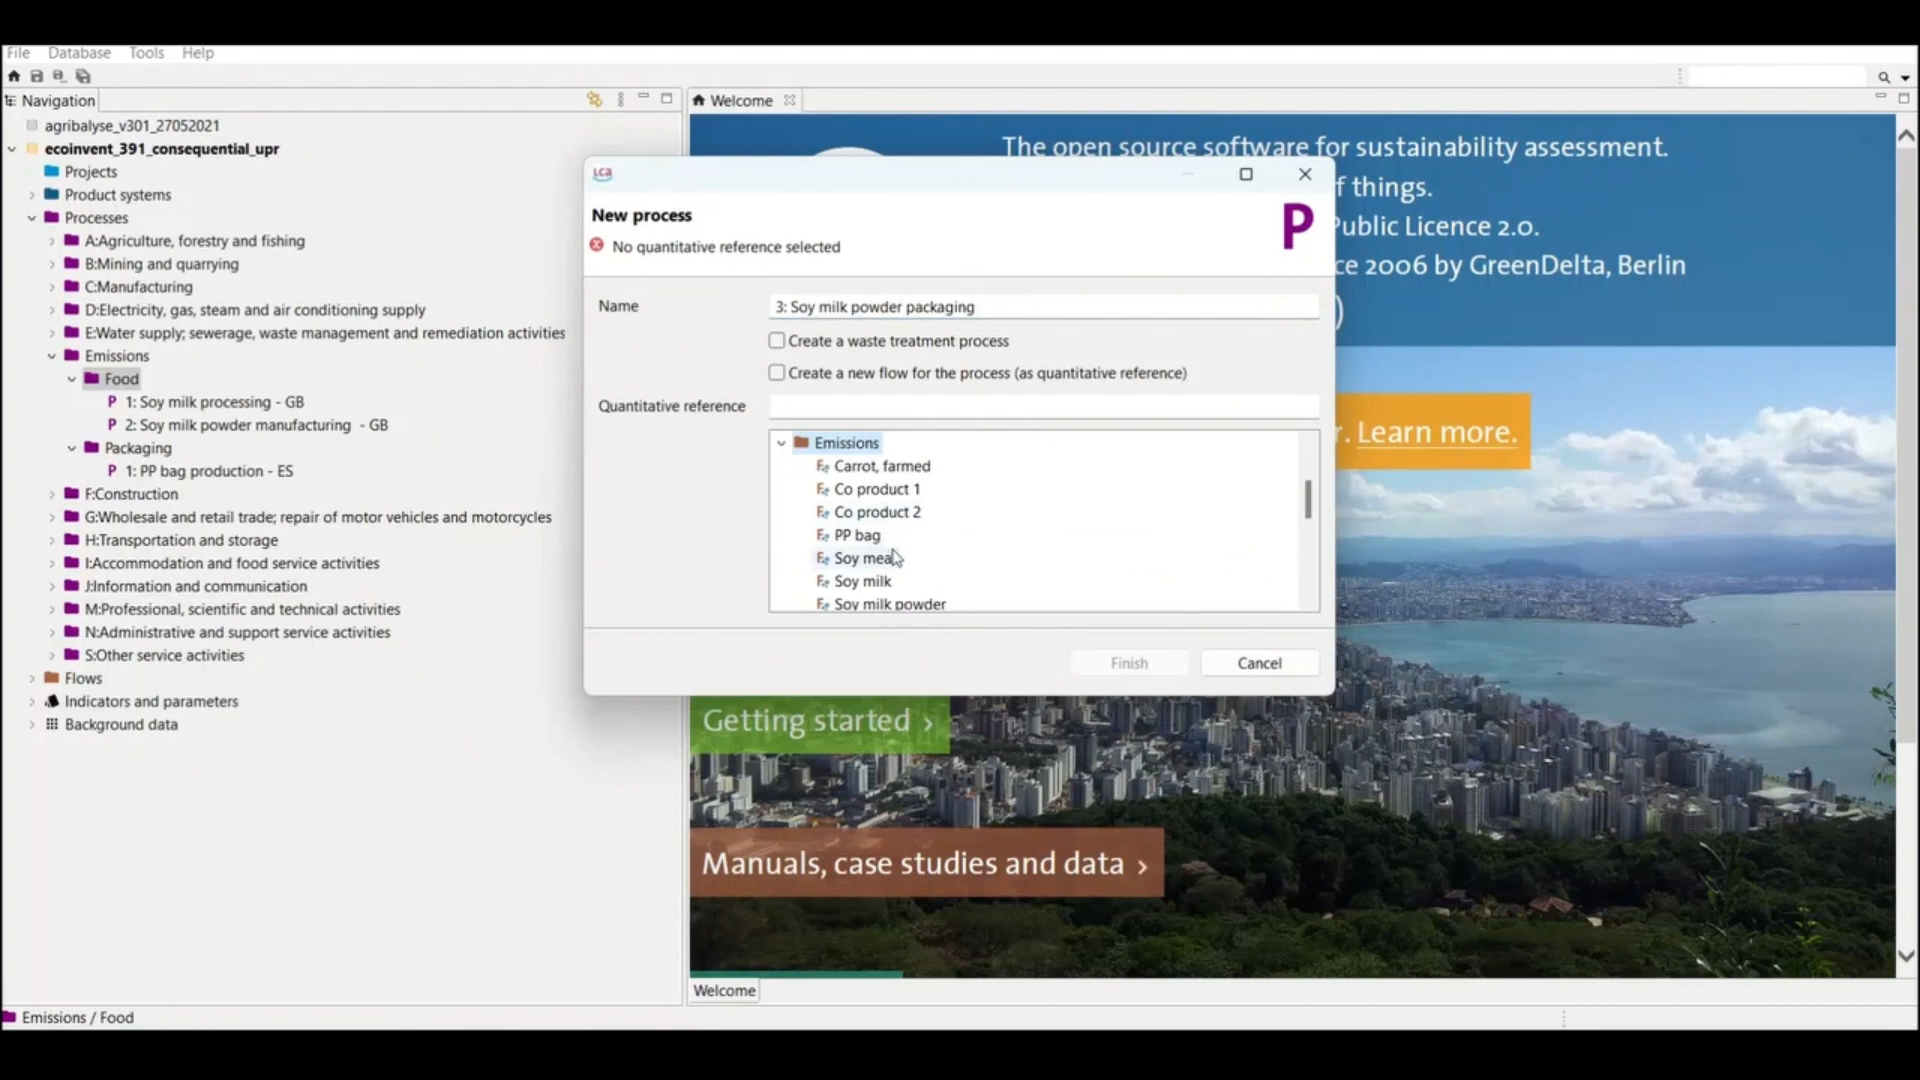 File Database Tools Help
Navigation
Welcome
agribalyse_v301_27052021
ecoinvent_391_consequential_upr
Projects
Product systems
Processes
A:Agriculture, forestry and fishing
B:Mining and quarrying
C:Manufacturing
D:Electricity, gas, steam and air conditioning supply
E:Water supply; sewerage, waste management and remediation activities
Emissions
Food
P 1: Soy milk processing - GB
P 2: Soy milk powder manufacturing - GB
Packaging
P 1: PP bag production - ES
F:Construction
G:Wholesale and retail trade; repair of motor vehicles and motorcycles
H:Transportation and storage
I:Accommodation and food service activities
J:Information and communication
M:Professional, scientific and technical activities
N:Administrative and support service activities
S:Other service activities
Flows
Indicators and parameters
Background data
The open source software for sustainability assessment.
f things.
Public Licence 2.0.
ce 2006 by GreenDelta, Berlin
)
r. Learn more.
LCA
New process
P
No quantitative reference selected
Name
3: Soy milk powder packaging
Create a waste treatment process
Create a new flow for the process (as quantitative reference)
Quantitative reference
Emissions
Carrot, farmed
Co product 1
Co product 2
PP bag
Soy mea
Soy milk
Soy milk powder
Finish Cancel
Getting started ›
Manuals, case studies and data ›
Welcome
Emissions / Food